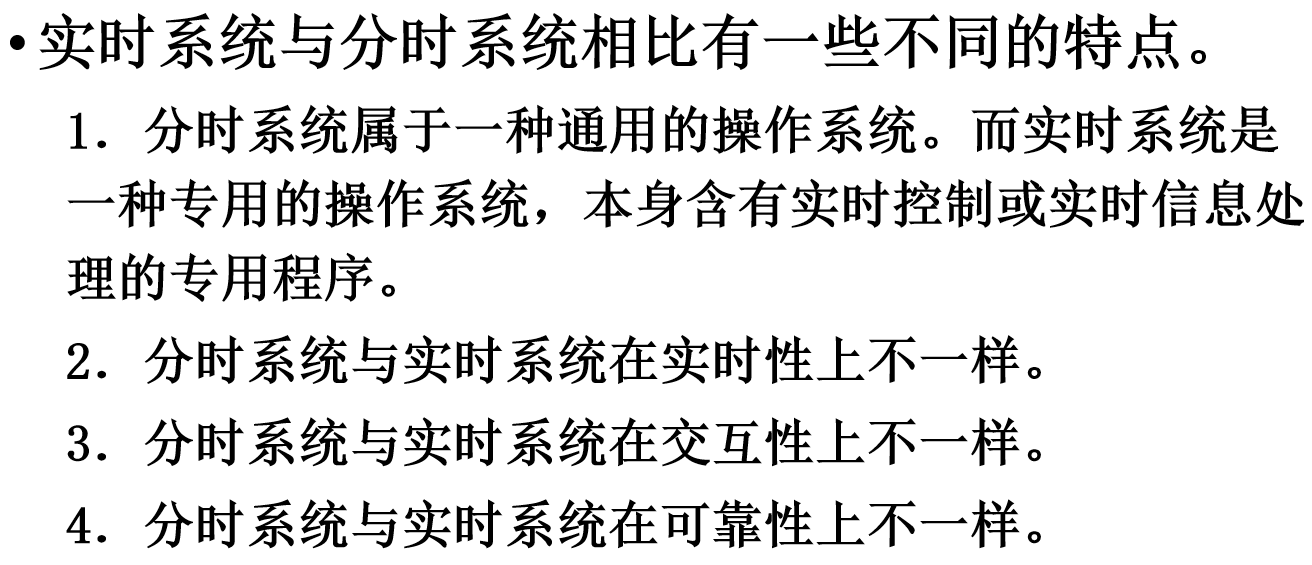 •实时系统与分时系统相比有一些不同的特点。
1. 分时系统属于一种通用的操作系统。而实时系统是
一种专用的操作系统，本身含有实时控制或实时信息处
理的专用程序。
2. 分时系统与实时系统在实时性上不一样。
3. 分时系统与实时系统在交互性上不一样。
4. 分时系统与实时系统在可靠性上不一样。